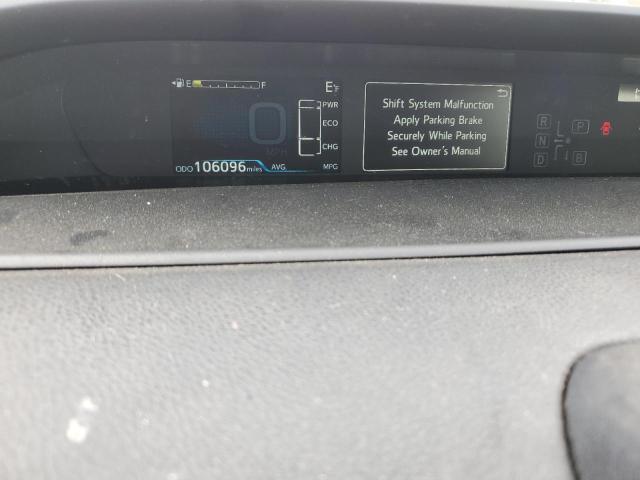 E F
E°F
PWR
ECO
CHG
0
MPH
ODO 106096 miles AVG. MPG
Shift System Malfunction
Apply Parking Brake
Securely While Parking
See Owner's Manual
R
N P
D B